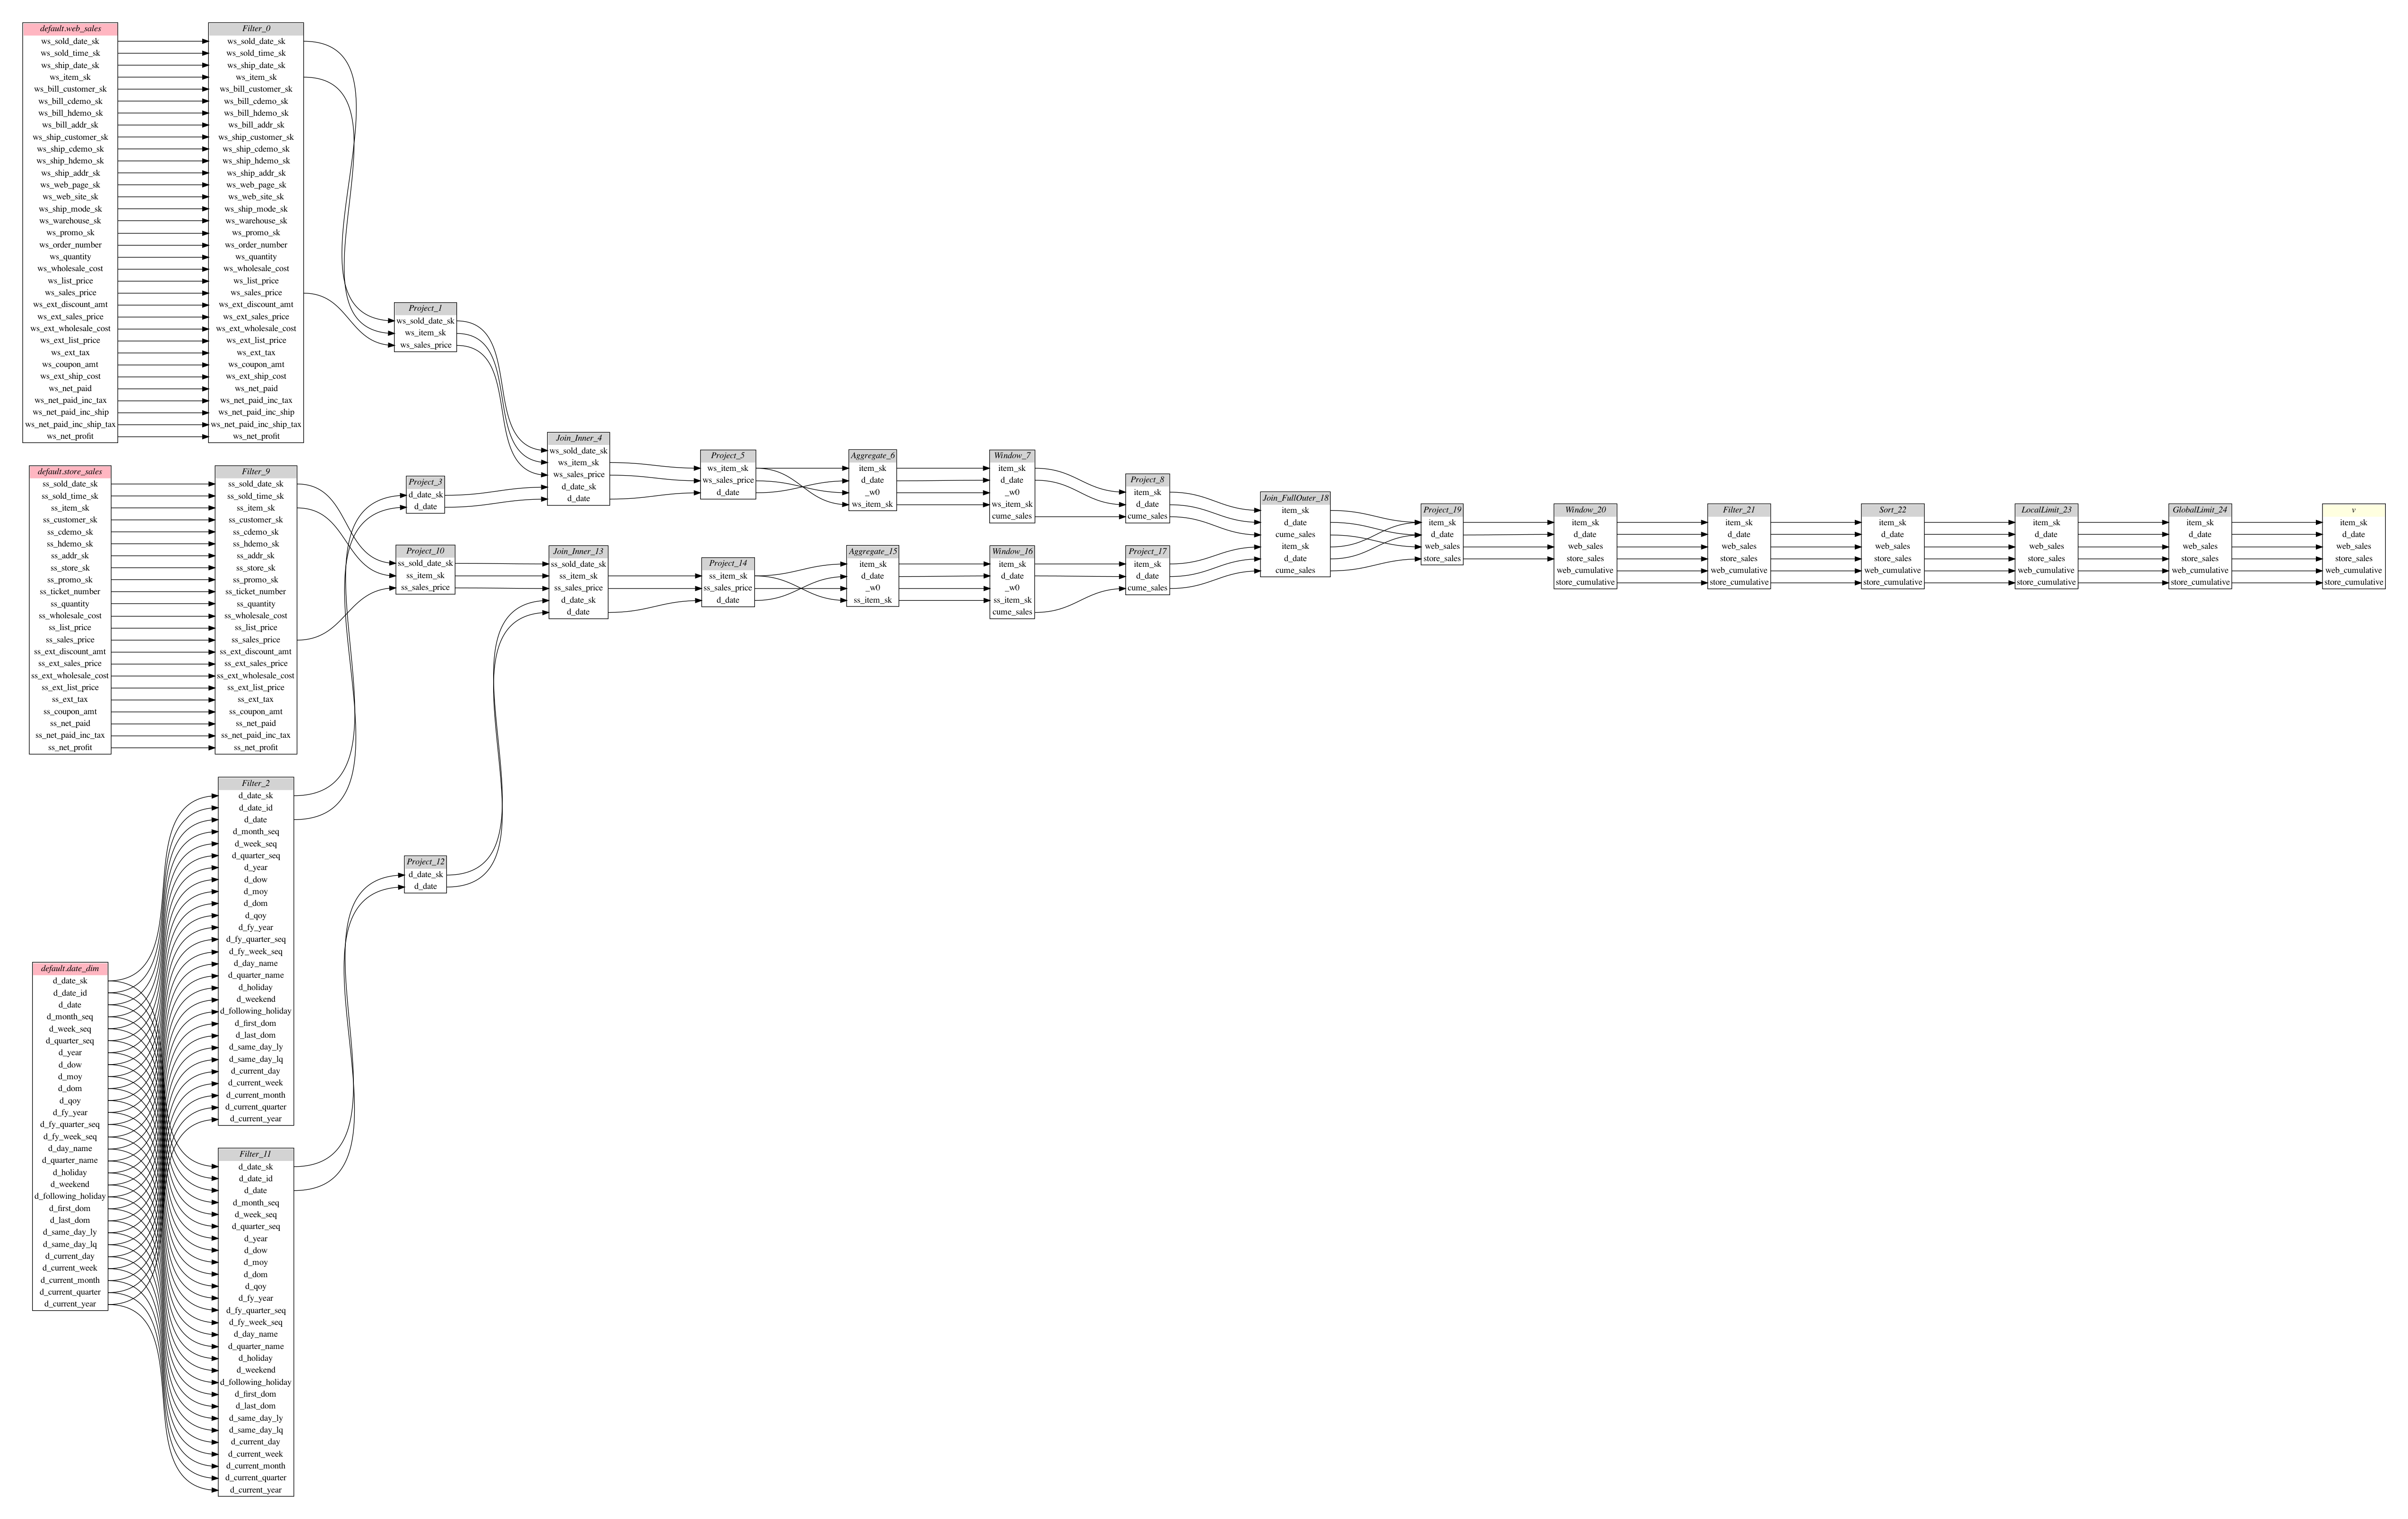 default.web_sales
ws_sold_date_sk
ws_sold_time_sk
ws_ship_date_sk
ws_item_sk
ws_bill_customer_sk
ws_bill_cdemo_sk
ws_bill_hdemo_sk
ws_bill_addr_sk
ws_ship_customer_sk
ws_ship_cdemo_sk
ws_ship_hdemo_sk
ws_ship_addr_sk
ws_web_page_sk
ws_web_site_sk
ws_ship_mode_sk
ws_warehouse_sk
ws_promo_sk
ws_order_number
ws_quantity
ws_wholesale_cost
ws_list_price
ws_sales_price
ws_ext_discount_amt
ws_ext_sales_price
ws_ext_wholesale_cost
ws_ext_list_price
ws_ext_tax
ws_coupon_amt
ws_ext_ship_cost
ws_net_paid
ws_net_paid_inc_tax
ws_net_paid_inc_ship
ws_net_paid_inc_ship_tax
ws_net_profit
Filter_0
ws_sold_date_sk
ws_sold_time_sk
ws_ship_date_sk
ws_item_sk
ws_bill_customer_sk
ws_bill_cdemo_sk
ws_bill_hdemo_sk
ws_bill_addr_sk
ws_ship_customer_sk
ws_ship_cdemo_sk
ws_ship_hdemo_sk
ws_ship_addr_sk
ws_web_page_sk
ws_web_site_sk
ws_ship_mode_sk
ws_warehouse_sk
ws_promo_sk
ws_order_number
ws_quantity
ws_wholesale_cost
ws_list_price
ws_sales_price
ws_ext_discount_amt
ws_ext_sales_price
ws_ext_wholesale_cost
ws_ext_list_price
ws_ext_tax
ws_coupon_amt
ws_ext_ship_cost
ws_net_paid
ws_net_paid_inc_tax
ws_net_paid_inc_ship
ws_net_paid_inc_ship_tax
ws_net_profit
default.store_sales
ss_sold_date_sk
ss_sold_time_sk
ss_item_sk
ss_customer_sk
ss_cdemo_sk
ss_hdemo_sk
ss_addr_sk
ss_store_sk
ss_promo_sk
ss_ticket_number
ss_quantity
ss_wholesale_cost
ss_list_price
ss_sales_price
ss_ext_discount_amt
ss_ext_sales_price
ss_ext_wholesale_cost
ss_ext_list_price
ss_ext_tax
ss_coupon_amt
ss_net_paid
ss_net_paid_inc_tax
ss_net_profit
Filter_9
ss_sold_date_sk
ss_sold_time_sk
ss_item_sk
ss_customer_sk
ss_cdemo_sk
ss_hdemo_sk
ss_addr_sk
ss_store_sk
ss_promo_sk
ss_ticket_number
ss_quantity
ss_wholesale_cost
ss_list_price
ss_sales_price
ss_ext_discount_amt
ss_ext_sales_price
ss_ext_wholesale_cost
ss_ext_list_price
ss_ext_tax
ss_coupon_amt
ss_net_paid
ss_net_paid_inc_tax
ss_net_profit
default.date_dim
d_date_sk
d_date_id
d_date
d_month_seq
d_week_seq
d_quarter_seq
d_year
d_dow
d_moy
d_dom
d_qoy
d_fy_year
d_fy_quarter_seq
d_fy_week_seq
d_day_name
d_quarter_name
d_holiday
d_weekend
d_following_holiday
d_first_dom
d_last_dom
d_same_day_ly
d_same_day_lq
d_current_day
d_current_week
d_current_month
d_current_quarter
d_current_year
Filter_2
d_date_sk
d_date_id
d_date
d_month_seq
d_week_seq
d_quarter_seq
d_year
d_dow
d_moy
d_dom
d_qoy
d_fy_year
d_fy_quarter_seq
d_fy_week_seq
d_day_name
d_quarter_name
d_holiday
d_weekend
d_following_holiday
d_first_dom
d_last_dom
d_same_day_ly
d_same_day_lq
d_current_day
d_current_week
d_current_month
d_current_quarter
d_current_year
Filter_11
d_date_sk
d_date_id
d_date
d_month_seq
d_week_seq
d_quarter_seq
d_year
d_dow
d_moy
d_dom
d_qoy
d_fy_year
d_fy_quarter_seq
d_fy_week_seq
d_day_name
d_quarter_name
d_holiday
d_weekend
d_following_holiday
d_first_dom
d_last_dom
d_same_day_ly
d_same_day_lq
d_current_day
d_current_week
d_current_month
d_current_quarter
d_current_year
Project_1
ws_sold_date_sk
ws_item_sk
ws_sales_price
Project_3
d_date_sk
d_date
Project_10
ss_sold_date_sk
ss_item_sk
ss_sales_price
Project_12
d_date_sk
d_date
Join_Inner_4
ws_sold_date_sk
ws_item_sk
ws_sales_price
d_date_sk
d_date
Join_Inner_13
ss_sold_date_sk
ss_item_sk
ss_sales_price
d_date_sk
d_date
Project_5
ws_item_sk
ws_sales_price
d_date
Project_14
ss_item_sk
ss_sales_price
d_date
Aggregate_6
item_sk
d_date
_w0
ws_item_sk
Aggregate_15
item_sk
d_date
_w0
ss_item_sk
Window_7
item_sk
d_date
_w0
ws_item_sk
cume_sales
Window_16
item_sk
d_date
_w0
ss_item_sk
cume_sales
Project_8
item_sk
d_date
cume_sales
Project_17
item_sk
d_date
cume_sales
Join_FullOuter_18
item_sk
d_date
cume_sales
item_sk
d_date
cume_sales
Project_19
item_sk
d_date
web_sales
store_sales
Window_20
item_sk
d_date
web_sales
store_sales
web_cumulative
store_cumulative
Filter_21
item_sk
d_date
web_sales
store_sales
web_cumulative
store_cumulative
Sort_22
item_sk
d_date
web_sales
store_sales
web_cumulative
store_cumulative
LocalLimit_23
item_sk
d_date
web_sales
store_sales
web_cumulative
store_cumulative
GlobalLimit_24
item_sk
d_date
web_sales
store_sales
web_cumulative
store_cumulative
v
item_sk
d_date
web_sales
store_sales
web_cumulative
store_cumulative